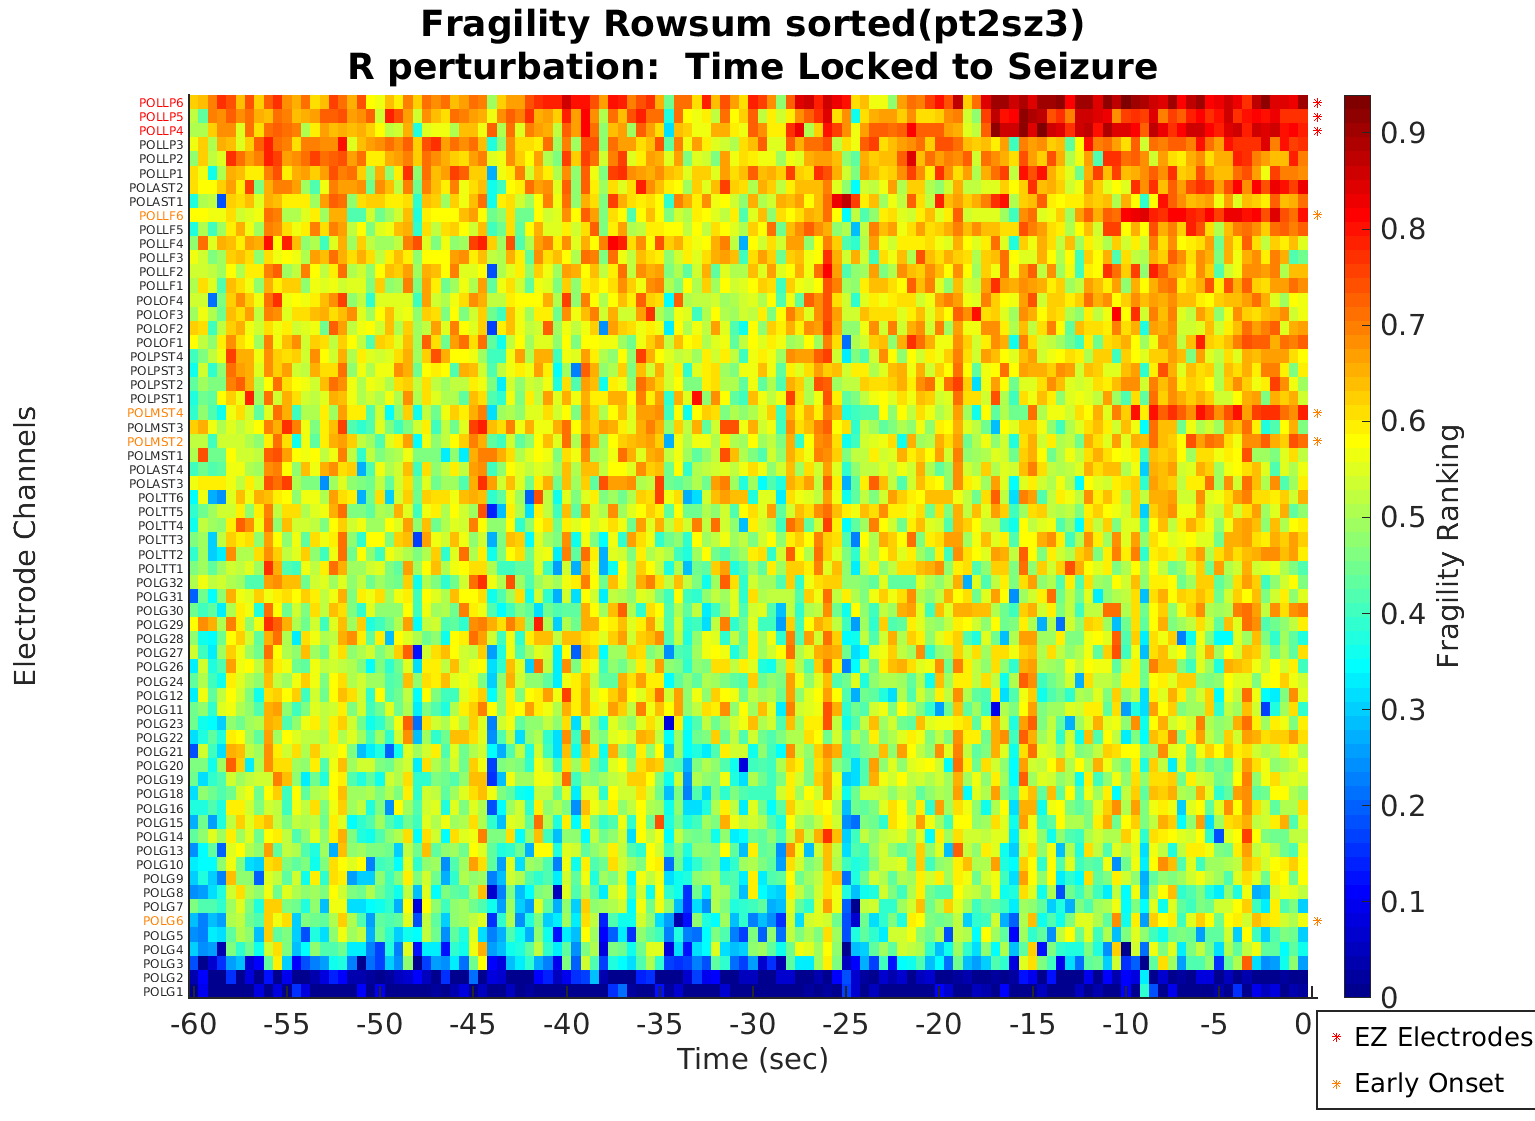 Fragility Rowsum sorted(pt2sz3)
R perturbation:  Time Locked to Seizure
Electrode Channels
POLLP6
POLLP5
POLLP4
POLLP3
POLLP2
POLLP1
POLAST2
POLAST1
POLLF6
POLLF5
POLLF4
POLLF3
POLLF2
POLLF1
POLOF4
POLOF3
POLOF2
POLOF1
POLPST4
POLPST3
POLPST2
POLPST1
POLMST4
POLMST3
POLMST2
POLMST1
POLAST4
POLAST3
POLTT6
POLTT5
POLTT4
POLTT3
POLTT2
POLTT1
POLG32
POLG31
POLG30
POLG29
POLG28
POLG27
POLG26
POLG24
POLG12
POLG11
POLG23
POLG22
POLG21
POLG20
POLG19
POLG18
POLG16
POLG15
POLG14
POLG13
POLG10
POLG9
POLG8
POLG7
POLG6
POLG5
POLG4
POLG3
POLG2
POLG1
-60 -55 -50 -45 -40 -35 -30 -25 -20 -15 -10 -5 0
Time (sec)
0.9
0.8
0.7
0.6
0.5
0.4
0.3
0.2
0.1
0
Fragility Ranking
EZ Electrodes
Early Onset